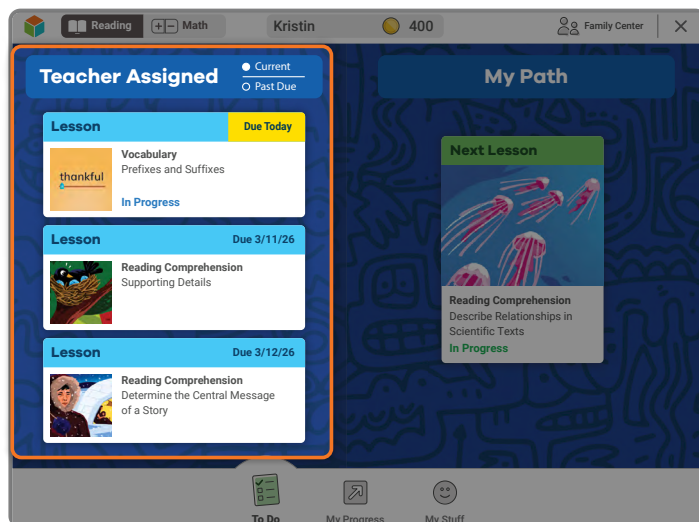 Reading
Math
Kristin
400
Family Center
Teacher Assigned
Current
Past Due
Lesson
Due Today
thankful
Vocabulary
Prefixes and Suffixes
In Progress
Lesson
Due 3/11/26
Reading Comprehension
Supporting Details
Lesson
Due 3/12/26
Reading Comprehension
Determine the Central Message
of a Story
My Path
Next Lesson
Reading Comprehension
Describe Relationships in
Scientific Texts
In Progress
To Do
My Progress
My Stuff